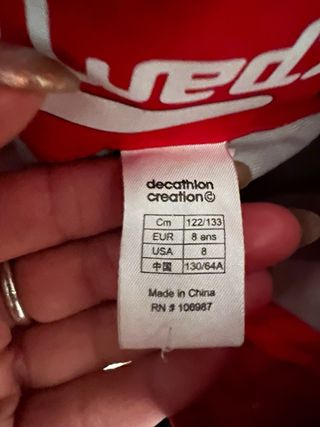 decathlon
creation©
Cm 122/133
EUR 8 ans
USA 8
中国 130/64A
Made in China
RN # 106987